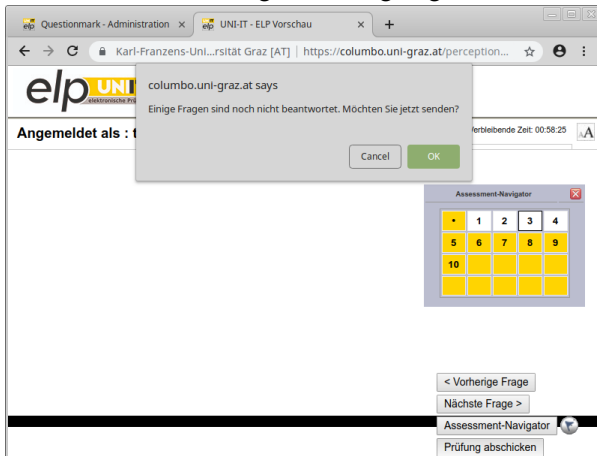 Questionmark - Administration
UNI-IT - ELP Vorschau
Karl-Franzens-Uni...rsität Graz [AT] | https://columbo.uni-graz.at/perception...
elp UNI
elektronische
columbo.uni-graz.at says
Einige Fragen sind noch nicht beantwortet. Möchten Sie jetzt senden?
Cancel OK
Angemeldet als : t
Verbleibende Zeit: 00:58:25
AA
Assessment-Navigator
• 1 2 3 4
5 6 7 8 9
10
< Vorherige Frage
Nächste Frage >
Assessment-Navigator
Prüfung abschicken